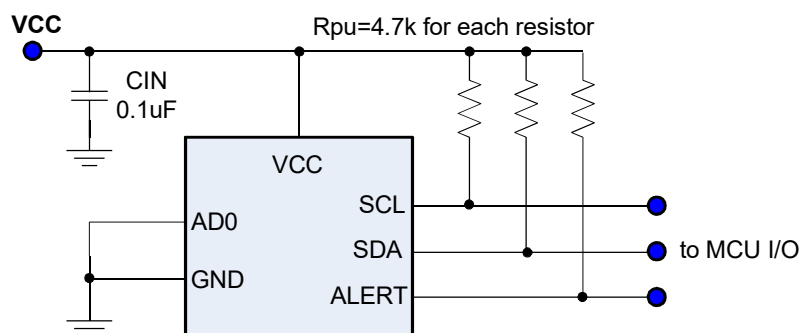 VCC
Rpu=4.7k for each resistor
CIN
0.1uF
VCC
SCL
AD0
SDA
to MCU I/O
GND
ALERT